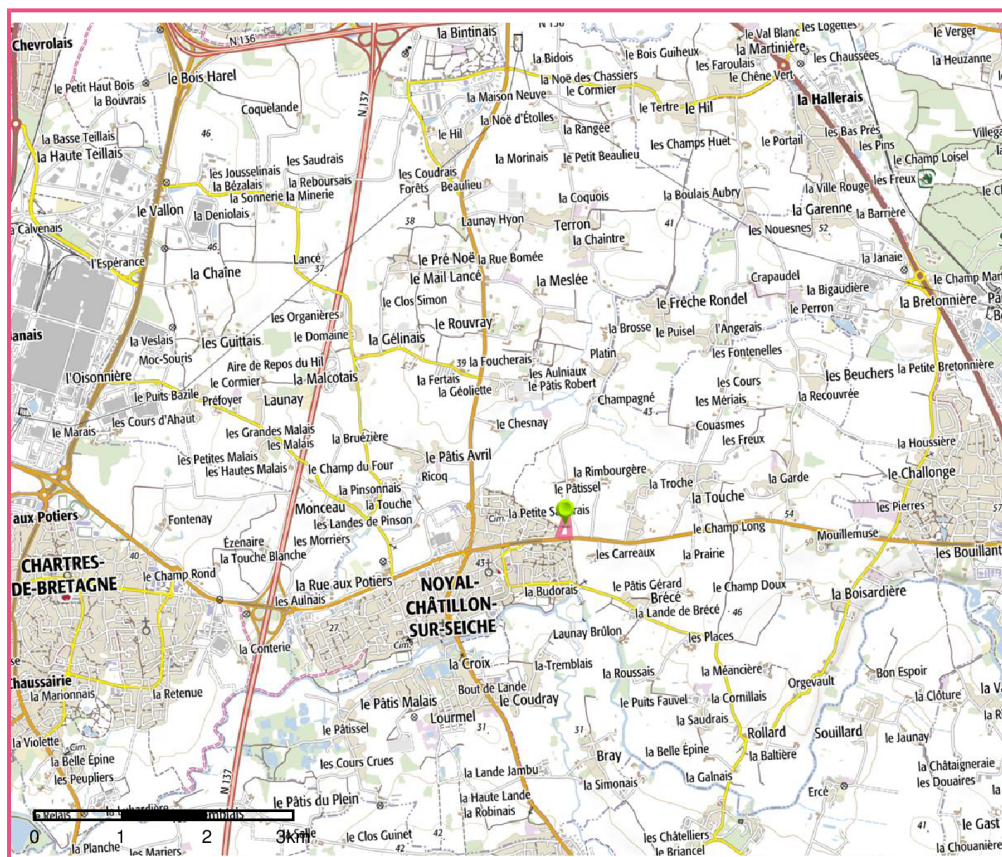 N 136
N 136
le Val Blanc
les Logettes
le Verger
Chevrolais
la Bintinais
la Martinière
les Chaussées
la Bidois
le Bois Guiheux
les Faroulais
la Heuzanne
le Bois Harel
la Noë des Chassiers
le Chêne Vert
le Petit Haut Bois
le Cormier
la Bouvrais
N 137
la Maison Neuve
le Tertre
le Hil
la Hallerais
Coquelande
la Noë d'Étoles
la Basse Teillais
46
le Hil
la Rangée
les Bas Prés
la Haute Teillais
les Champs Huet
le Portail
les Pins
les Saudrais
la Morinais
le Petit Beaulieu
le Champ Loisel
les Jousselinais
les Coudrais
la Bézalais
la Reboursais
Forêts
Beaulieu
la Ville Rouge
les Freux
la Sonnerie
la Minerie
la Coquois
la Boulais Aubry
le Vallon
la Deniolais
38
Launay Hyon
Terron
41
la Garenne
la Barrière
a Calvenais
la Chaintre
les Nouesnes
52
46
l'Espérance
Lancé
37
le Pré Noë
la Rue Bomée
la Janaie
la Chaîne
le Mail Lancé
la Meslée
Crapaudel
le Champ Mar
la Bigaudière
la Bretonnière
le Clos Simon
le Frêche Rondel
le Perron
les Organières
le Rouvray
la Brosse
le Puisel
l'Angerais
anais
la Veslais
les Guittais
le Domaine
la Gélinais
Moc-Souris
39
la Foucherais
Platin
les Fontenelles
Aire de Repos du Hil
les Aulniaux
l'Oisonnière
le Cormier
la Malcotais
la Fertais
le Pâtis Robert
les Cours
les Beuchers
la Petite Bretonnière
la Géoliette
le Puits Bazile
Préfoyer
Launay
Champagné
43
les Mériais
la Recouvrée
les Cours d'Ahaut
le Chesnay
Couasmes
le Marais
les Grandes Malais
la Bruézière
les Freux
la Houssière
les Malais
les Petites Malais
le Pâtis Avril
les Hautes Malais
le Champ du Four
la Rimbourgère
le Challonge
Ricoq
la Pinsonnais
le Pâtissel
la Troche
la Garde
aux Potiers
Monceau
la Touche
la Touche
les Pierres
Fontenay
les Landes de Pinson
Cim.
le Champ Long
54
57
Ezenaire
les Morriers
Mouillemuse
la Touche Blanche
les Carreaux
la Prairie
les Bouillant
CHARTRES-
DE-BRETAGNE
le Champ Rond
la Rue aux Potiers
43
NOYAL-
CHÂTILLON-
SUR-SEICHE
les Aulnais
la Budorais
le Pâtis Gérard
le Champ Doux
la Boisardière
Brécé
27
la Lande de Brécé
46
Cim.
Launay Brûlon
les Places
la Conterie
la Croix
la Tremblais
Bon Espoir
Chaussairie
la Roussais
la Méancière
Orgevault
la Marionnais
la Retenue
Bout de Lande
le Pâtis Malais
le Coudray
le Puits Fauvel
la Comillais
la Clôture
Lourmel
la Saudrais
la Violette
le Pâtissel
31
Rollard
Souillard
le Jaunay
Cim.
Bray
la Belle Épine
la Belle Épine
la Baltière
les Cours Crues
la Châtaigneraie
les Peupliers
la Lande Jambu
la Galnais
les Douaires
la Simonais
N 137
Ercé
le Pâtis du Plein
la Haute Lande
la Robinais
41
le Gast
0 1 2 3km
le Clos Guinet
les Châtelliers
la Chouanière
la Planche
les Mariers
42
le Briancel